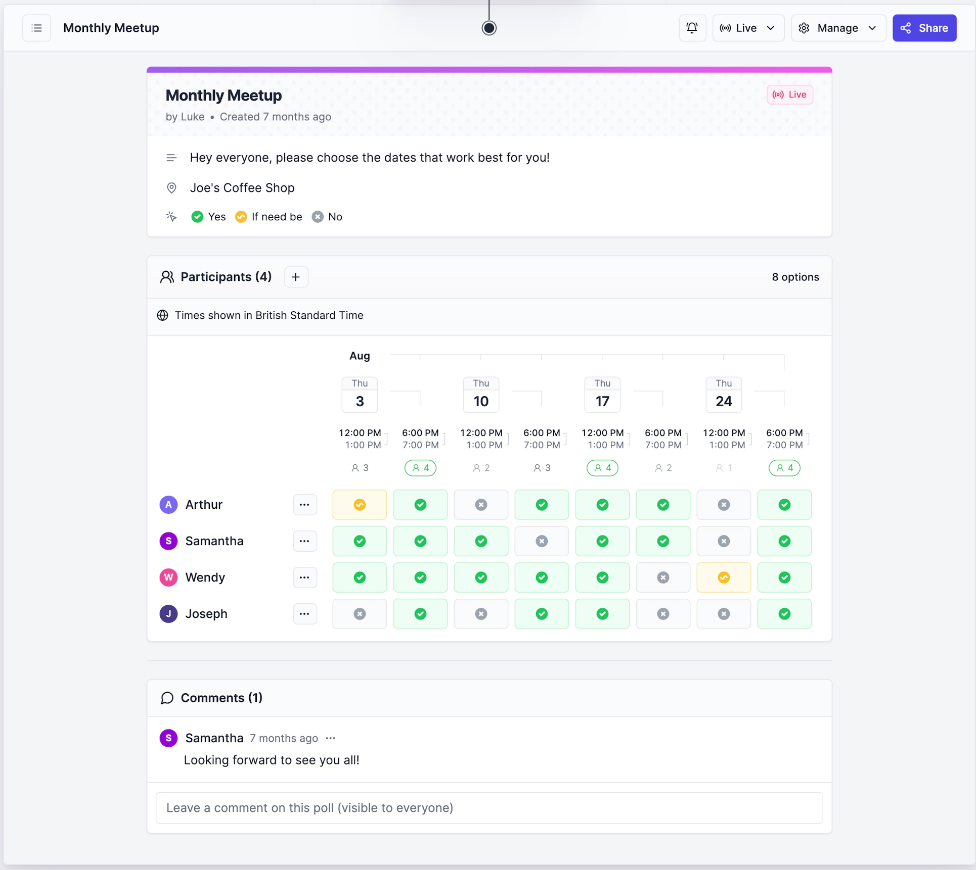 Monthly Meetup
Live
Manage
Share
Monthly Meetup
Live
by Luke • Created 7 months ago
Hey everyone, please choose the dates that work best for you!
Joe's Coffee Shop
Yes If need be No
Participants (4)
8 options
Times shown in British Standard Time
Aug
Thu Thu Thu Thu
3 10 17 24
12:00 PM 6:00 PM 12:00 PM 6:00 PM 12:00 PM 6:00 PM 12:00 PM 6:00 PM
1:00 PM 7:00 PM 1:00 PM 7:00 PM 1:00 PM 7:00 PM 1:00 PM 7:00 PM
3 4 2 3 4 2 1 4
A Arthur
S Samantha
W Wendy
J Joseph
Comments (1)
S Samantha 7 months ago
Looking forward to see you all!
Leave a comment on this poll (visible to everyone)